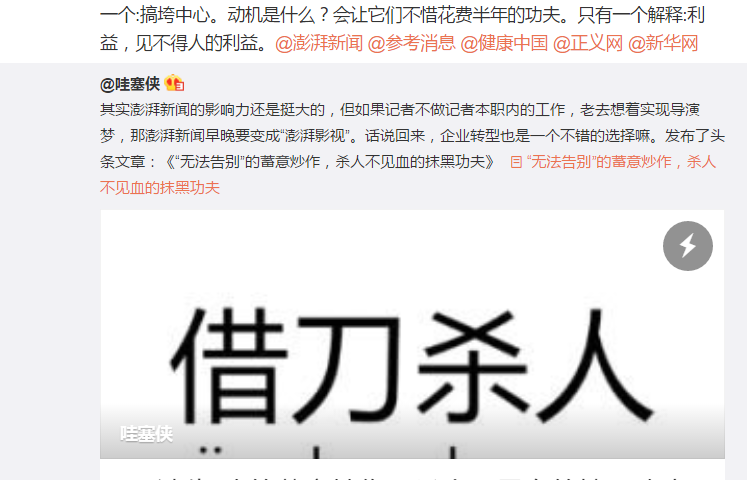 一个:搞垮中心。动机是什么？会让它们不惜花费半年的功夫。只有一个解释:利
益，见不得人的利益。@澎湃新闻 @参考消息 @健康中国 @正义网 @新华网
@哇塞侠
其实澎湃新闻的影响力还是挺大的，但如果记者不做记者本职内的工作，老去想着实现导演
梦，那澎湃新闻早晚要变成“澎湃影视”。话说回来，企业转型也是一个不错的选择嘛。发布了头
条文章：《“无法告别”的蓄意炒作，杀人不见血的抹黑功夫》 “无法告别”的蓄意炒作，杀人
不见血的抹黑功夫
借刀杀人
哇塞侠